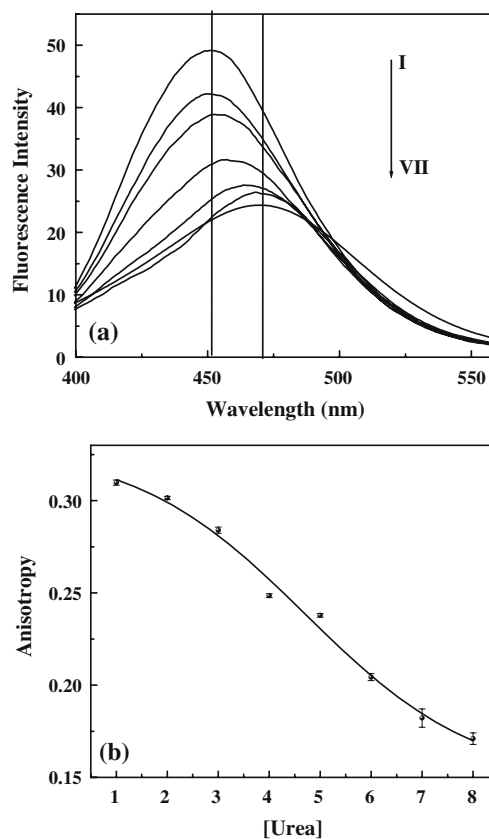 50
40
30
20
10
0
Fluorescence Intensity
I
VII
(a)
400
450
500
550
Wavelength (nm)
0.30
0.25
0.20
0.15
Anisotropy
(b)
1 2 3 4 5 6 7 8
[Urea]